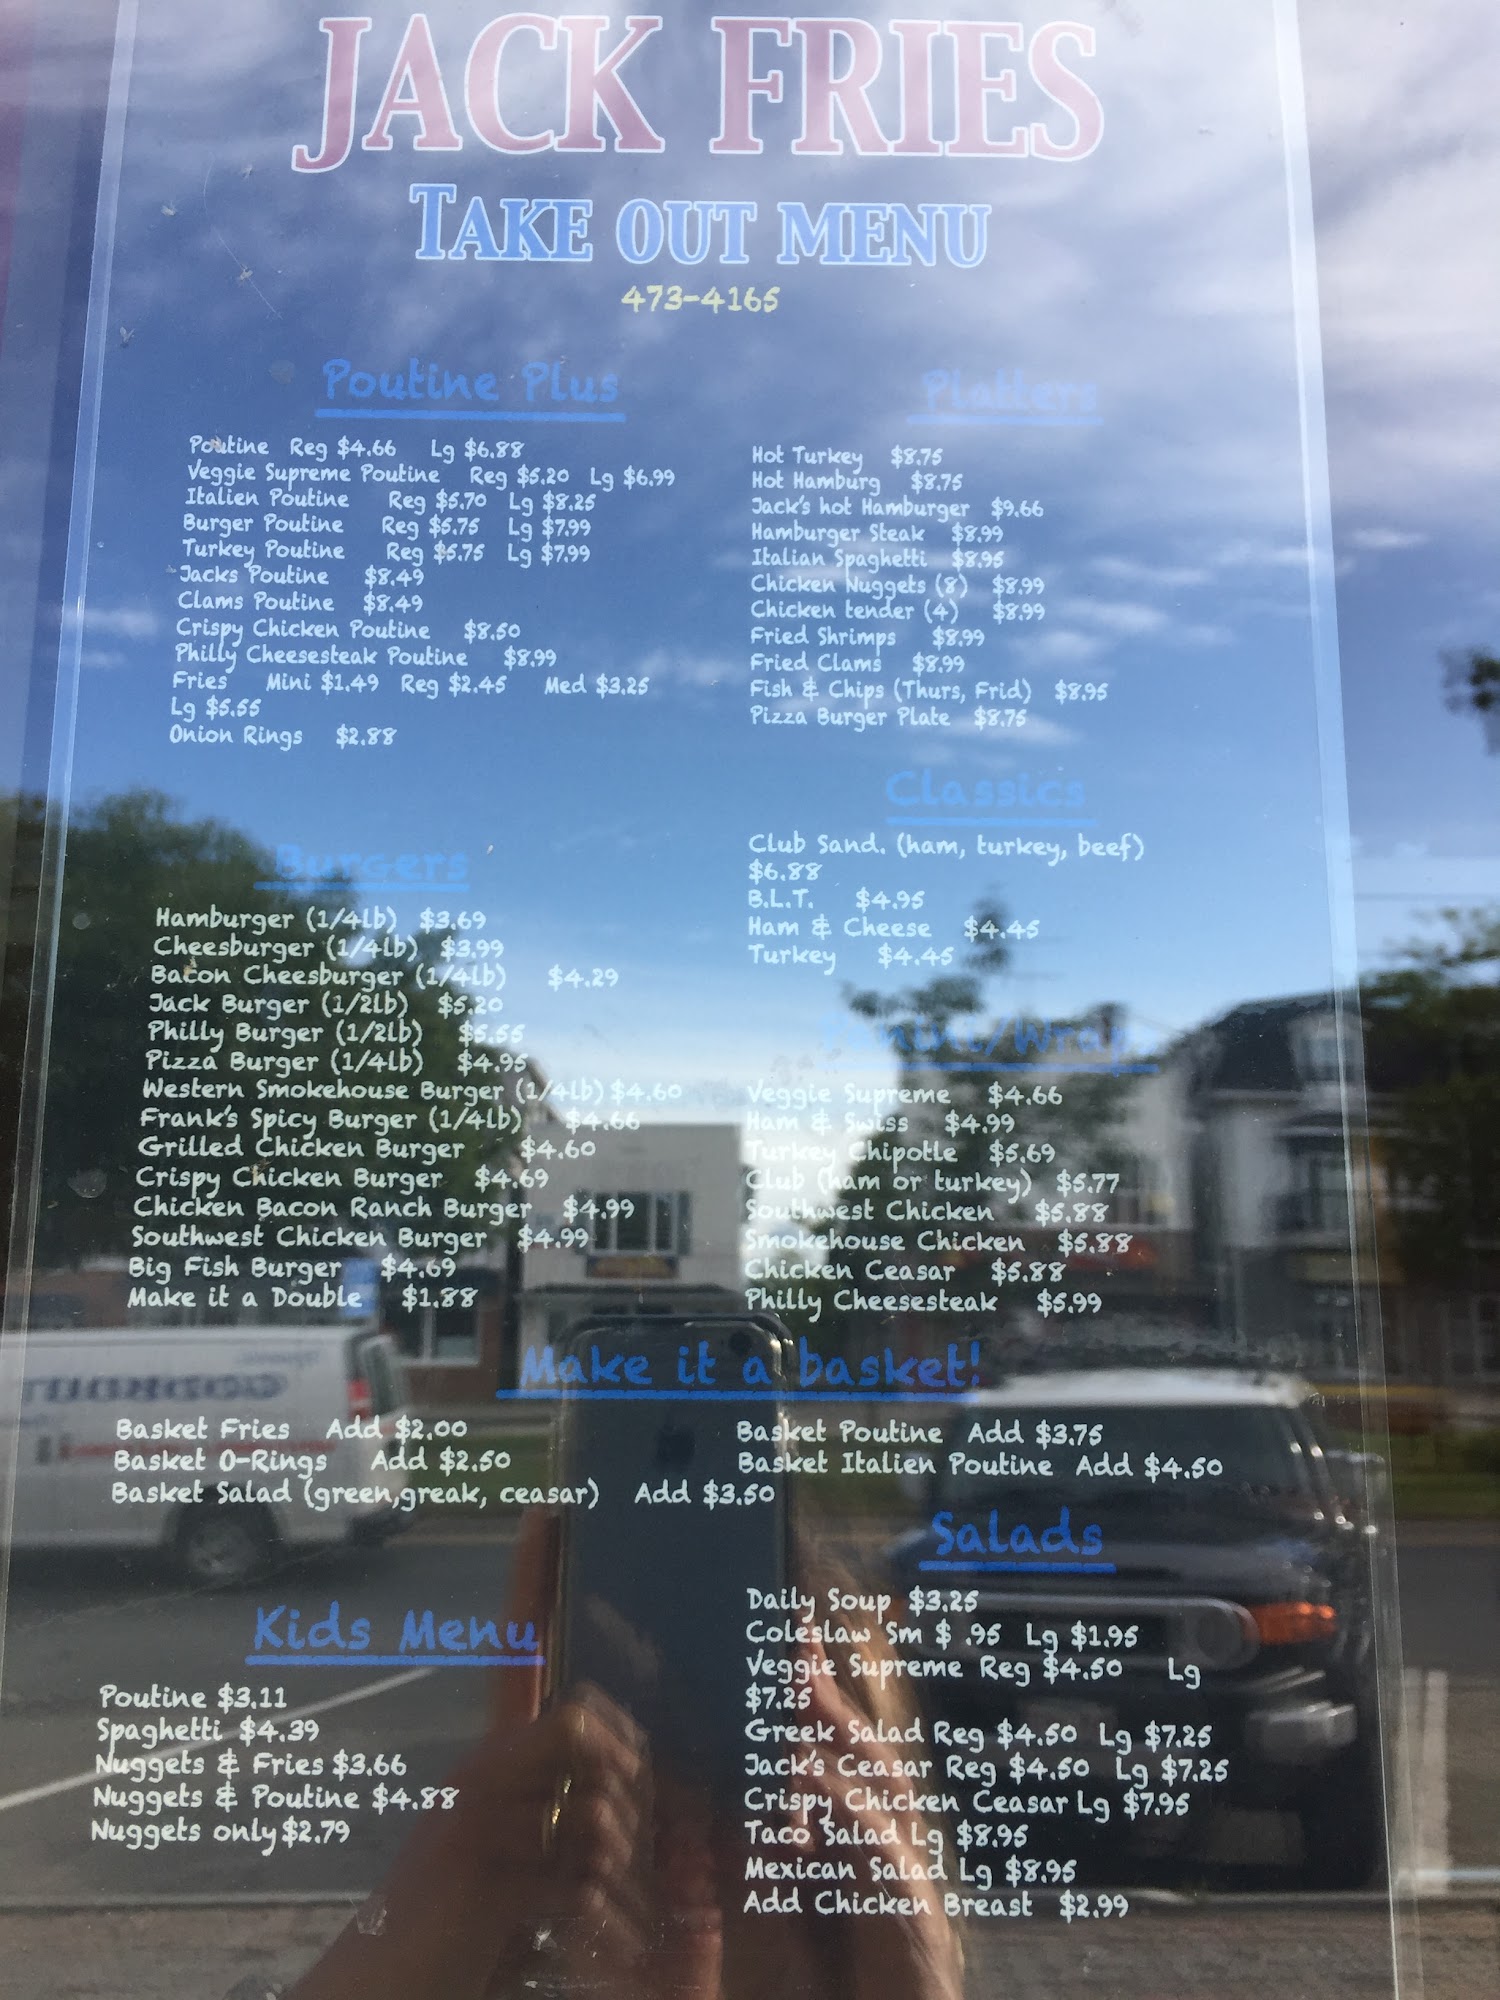 JACK FRIES
TAKE OUT MENU
473-4165
Poutine Plus
Poutine Reg $4.66 Lg $6.88
Veggie Supreme Poutine Reg $5.20 Lg $6.99
Italien Poutine Reg $5.70 Lg $8.25
Burger Poutine Reg $5.75 Lg $7.99
Turkey Poutine Reg $5.75 Lg $7.99
Jacks Poutine $8.49
Clams Poutine $8.49
Crispy Chicken Poutine $8.50
Philly Cheesesteak Poutine $8.99
Fries Mini $1.49 Reg $2.45 Med $3.25
Lg $5.55
Onion Rings $2.88
Platters
Hot Turkey $8.75
Hot Hamburg $8.75
Jack's hot Hamburger $9.66
Hamburger Steak $8.99
Italian Spaghetti $8.95
Chicken Nuggets (8) $8.99
Chicken tender (4) $8.99
Fried Shrimps $8.99
Fried Clams $8.99
Fish & Chips (Thurs, Frid) $8.95
Pizza Burger Plate $8.75
Classics
Club Sand. (ham, turkey, beef)
$6.88
B.L.T. $4.95
Ham & Cheese $4.45
Turkey $4.45
Burgers
Hamburger (1/4lb) $3.69
Cheesburger (1/4lb) $3.99
Bacon Cheesburger (1/4lb) $4.29
Jack Burger (1/2lb) $5.20
Philly Burger (1/2lb) $5.55
Pizza Burger (1/4lb) $4.95
Western Smokehouse Burger (1/4lb) $4.60
Frank's Spicy Burger (1/4lb) $4.66
Grilled Chicken Burger $4.60
Crispy Chicken Burger $4.69
Chicken Bacon Ranch Burger $4.99
Southwest Chicken Burger $4.99
Big Fish Burger $4.69
Make it a Double $1.88
Panini/Wraps
Veggie Supreme $4.66
Ham & Swiss $4.99
Turkey Chipotle $5.69
Club (ham or turkey) $5.77
Southwest Chicken $5.88
Smokehouse Chicken $5.88
Chicken Ceasar $5.88
Philly Cheesesteak $5.99
Make it a basket!
Basket Fries Add $2.00
Basket O-Rings Add $2.50
Basket Salad (green,greak, ceasar) Add $3.50
Basket Poutine Add $3.75
Basket Italien Poutine Add $4.50
Kids Menu
Poutine $3.11
Spaghetti $4.39
Nuggets & Fries $3.66
Nuggets & Poutine $4.88
Nuggets only $2.79
Salads
Daily Soup $3.25
Coleslaw Sm $ .95 Lg $1.95
Veggie Supreme Reg $4.50 Lg
$7.25
Greek Salad Reg $4.50 Lg $7.25
Jack's Ceasar Reg $4.50 Lg $7.25
Crispy Chicken Ceasar Lg $7.95
Taco Salad Lg $8.95
Mexican Salad Lg $8.95
Add Chicken Breast $2.99